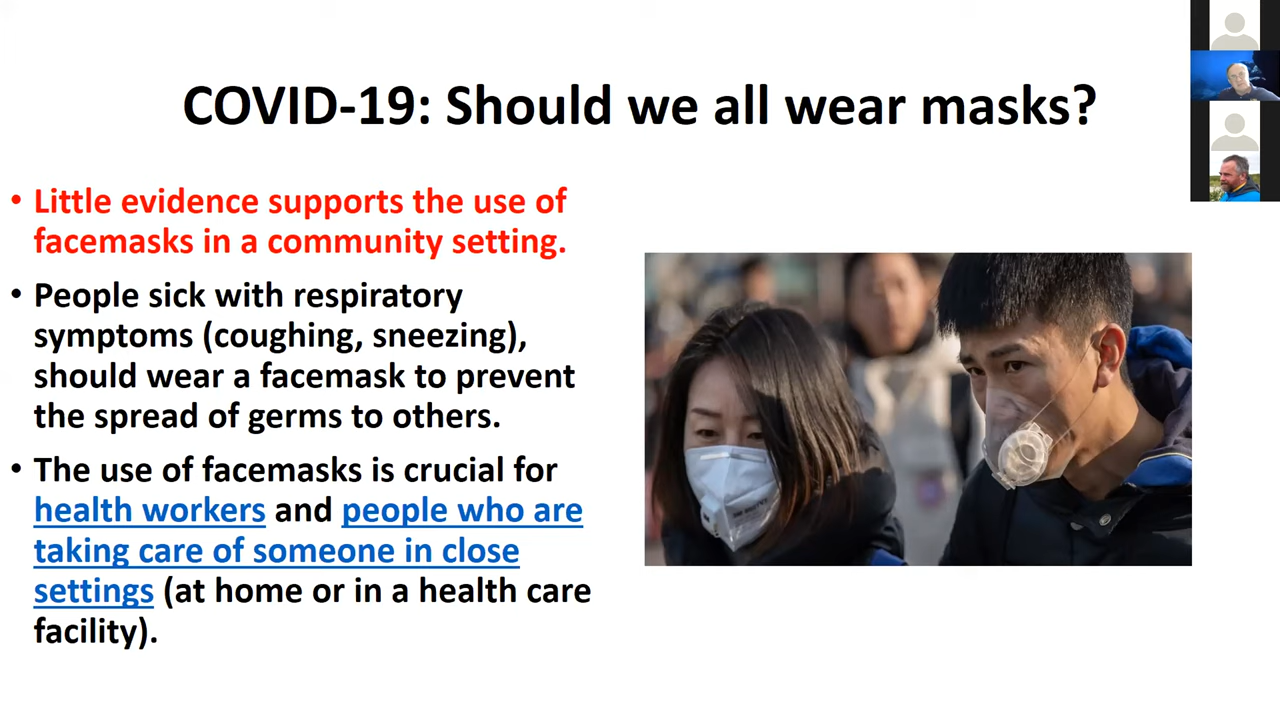 COVID-19: Should we all wear masks?
• Little evidence supports the use of
facemasks in a community setting.
• People sick with respiratory
symptoms (coughing, sneezing),
should wear a facemask to prevent
the spread of germs to others.
• The use of facemasks is crucial for
health workers and people who are
taking care of someone in close
settings (at home or in a health care
facility).